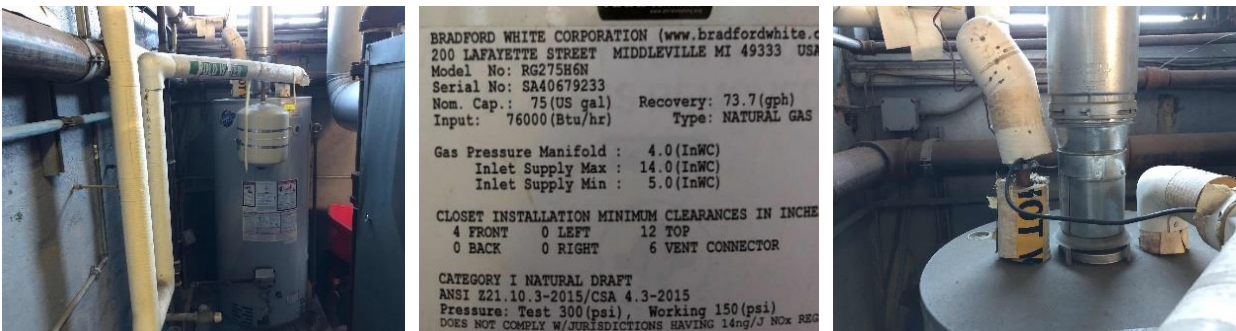 COLD WATER
BRADFORD WHITE CORPORATION (www.bradfordwhite.c
200 LAFAYETTE STREET MIDDLEVILLE MI 49333 USA
Model No: RG275H6N
Serial No: SA40679233
Nom. Cap.: 75(US gal) Recovery: 73.7(gph)
Input: 76000(Btu/hr) Type: NATURAL GAS
Gas Pressure Manifold : 4.0(InWC)
Inlet Supply Max : 14.0(InWC)
Inlet Supply Min : 5.0(InWC)
CLOSET INSTALLATION MINIMUM CLEARANCES IN INCHE
4 FRONT 0 LEFT 12 TOP
0 BACK 0 RIGHT 6 VENT CONNECTOR
CATEGORY I NATURAL DRAFT
ANSI Z21.10.3-2015/CSA 4.3-2015
Pressure: Test 300(psi), Working 150(psi)
DOES NOT COMPLY W/JURISDICTIONS HAVING 14ng/J NOx REG
HOT